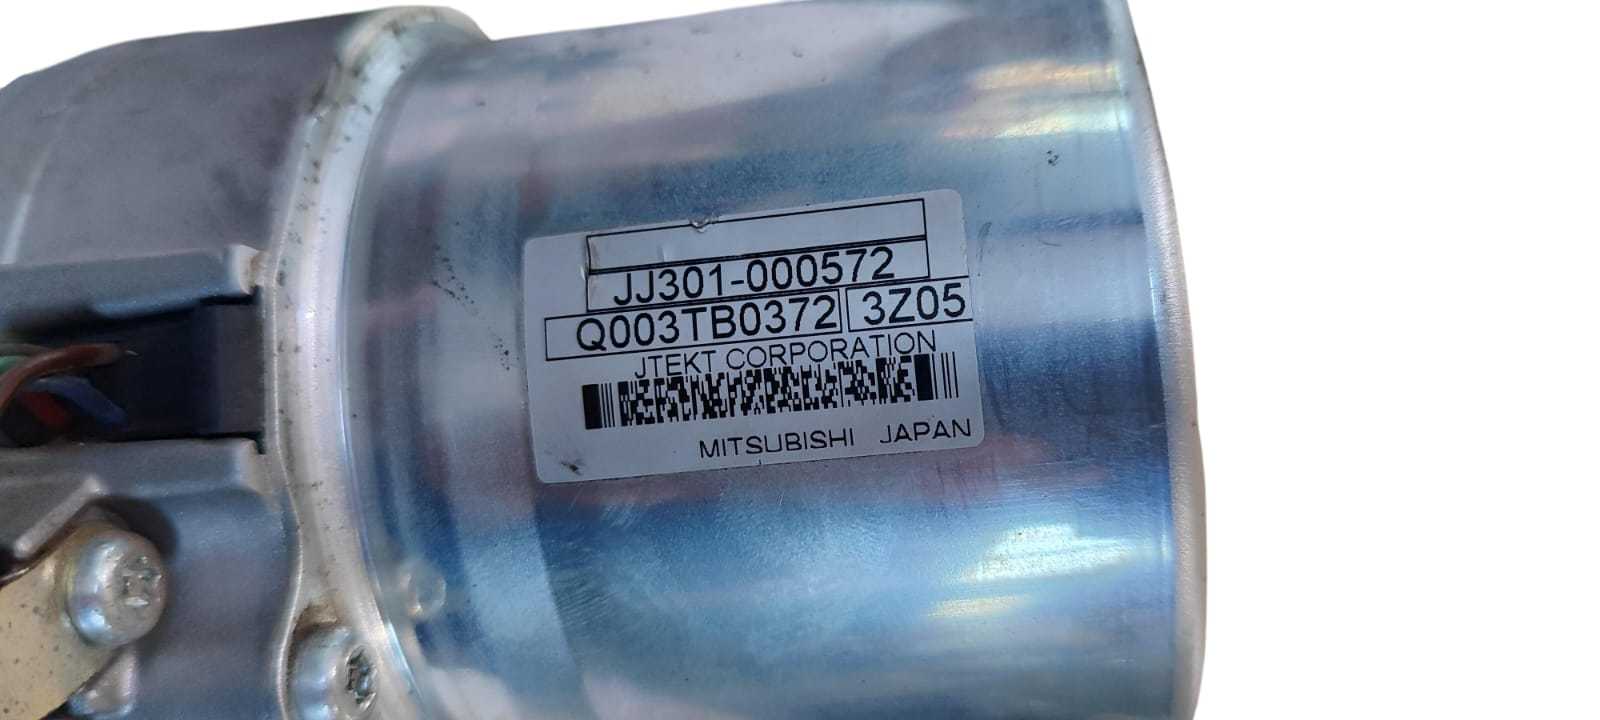 JJ301-000572
Q003TB0372 3Z05
JTEKT CORPORATION
MITSUBISHI JAPAN